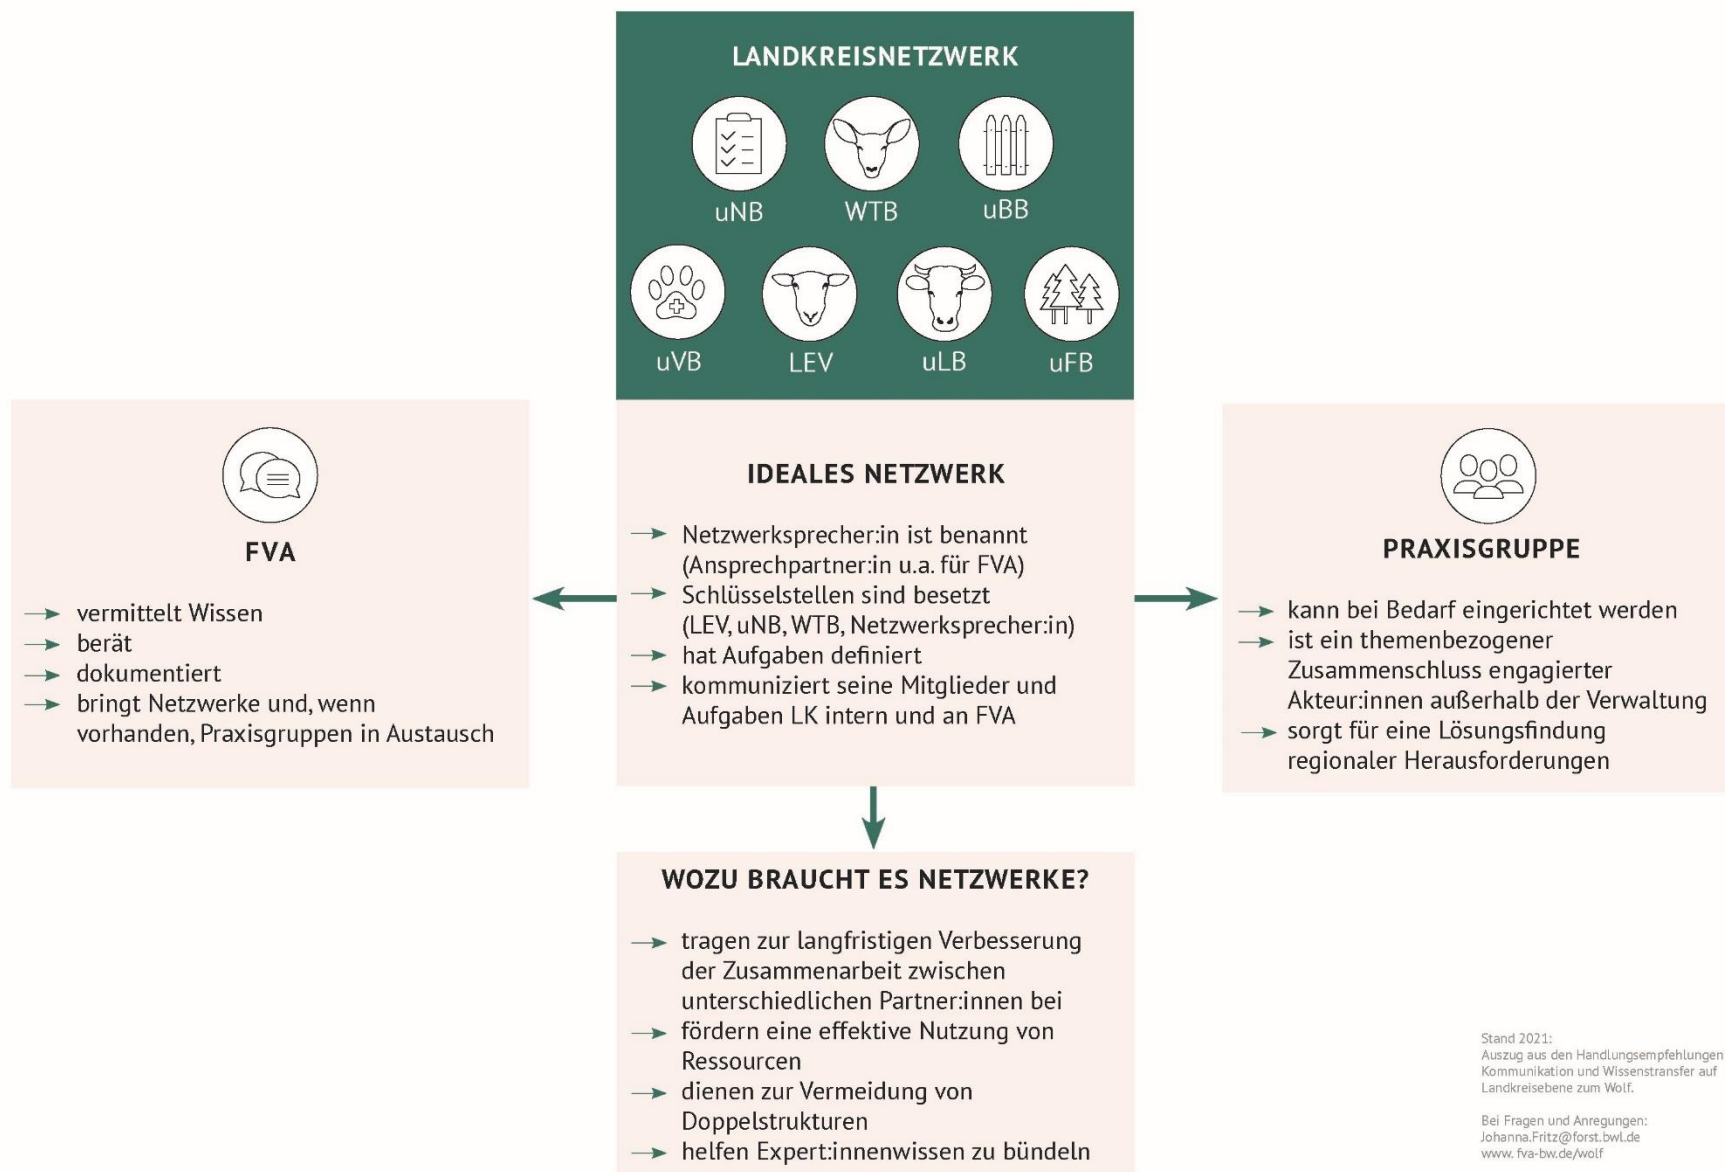 LANDKREISNETZWERK
uNB
WTB
uBB
uVB
LEV
uLB
uFB
FVA
→ vermittelt Wissen
→ berät
→ dokumentiert
→ bringt Netzwerke und, wenn
vorhanden, Praxisgruppen in Austausch
IDEALES NETZWERK
→ Netzwerksprecher:in ist benannt
(Ansprechpartner:in u.a. für FVA)
→ Schlüsselstellen sind besetzt
(LEV, uNB, WTB, Netzwerksprecher:in)
→ hat Aufgaben definiert
→ kommuniziert seine Mitglieder und
Aufgaben LK intern und an FVA
PRAXISGRUPPE
→ kann bei Bedarf eingerichtet werden
→ ist ein themenbezogener
Zusammenschluss engagierter
Akteur:innen außerhalb der Verwaltung
→ sorgt für eine Lösungsfindung
regionaler Herausforderungen
WOZU BRAUCHT ES NETZWERKE?
→ tragen zur langfristigen Verbesserung
der Zusammenarbeit zwischen
unterschiedlichen Partner:innen bei
→ fördern eine effektive Nutzung von
Ressourcen
→ dienen zur Vermeidung von
Doppelstrukturen
→ helfen Expert:innenwissen zu bündeln
Stand 2021:
Auszug aus den Handlungsempfehlungen
Kommunikation und Wissenstransfer auf
Landkreisebene zum Wolf.
Bei Fragen und Anregungen:
Johanna.Fritz@forst.bwl.de
www. fva-bw.de/wolf